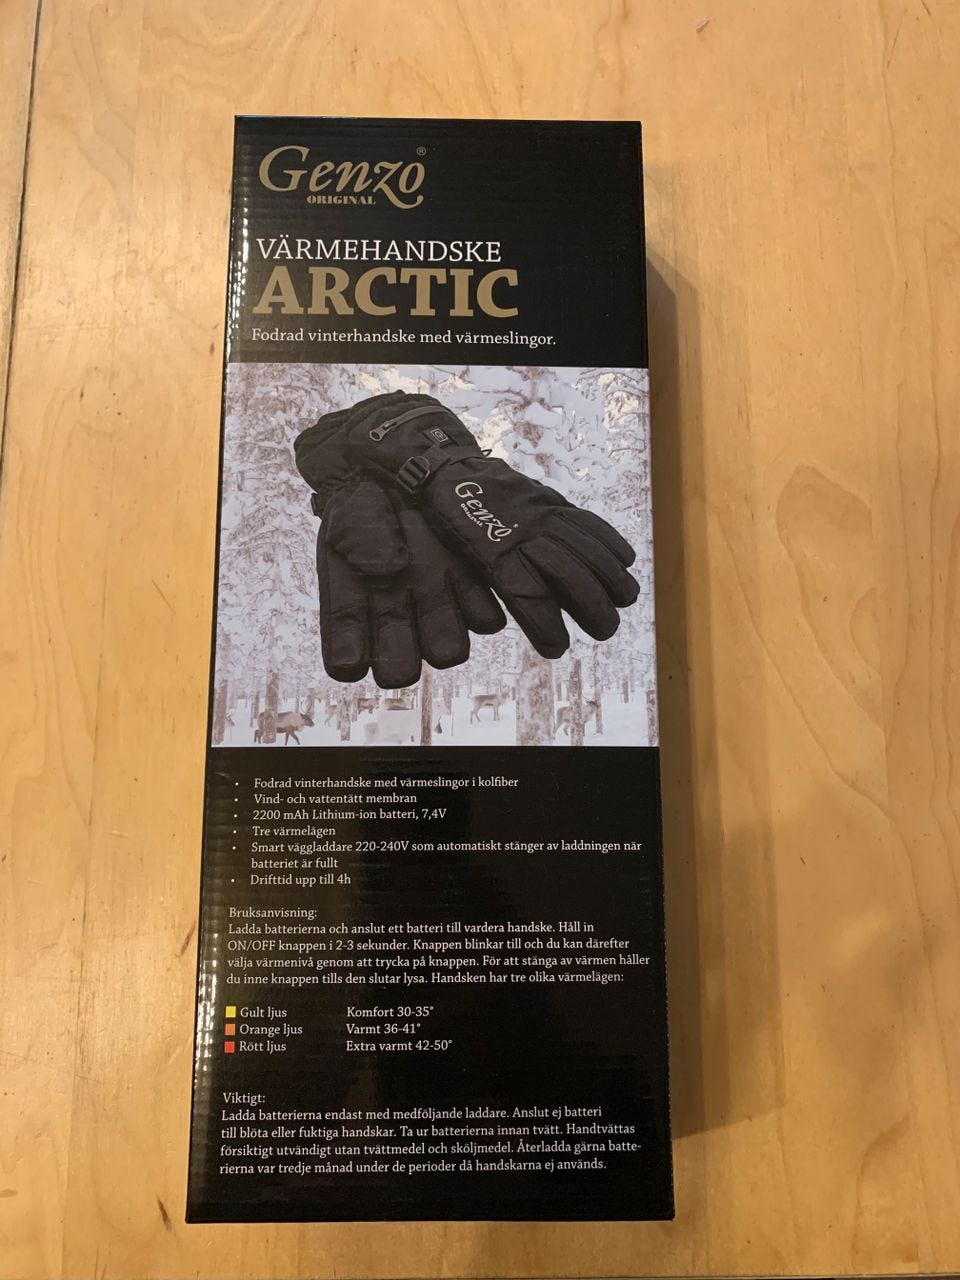 Genzo®
ORIGINAL
VÄRMEHANDSKE
ARCTIC
Fodrad vinterhandske med värmeslingor.
Genzo®
ORIGINAL
• Fodrad vinterhandske med värmeslingor i kolfiber
• Vind- och vattentätt membran
• 2200 mAh Lithium-ion batteri, 7,4V
• Tre värmelägen
• Smart väggladdare 220-240V som automatiskt stänger av laddningen när
batteriet är fullt
• Drifttid upp till 4h
Bruksanvisning:
Ladda batterierna och anslut ett batteri till vardera handske. Håll in
ON/OFF knappen i 2-3 sekunder. Knappen blinkar till och du kan därefter
välja värmenivå genom att trycka på knappen. För att stänga av värmen håller
du inne knappen tills den slutar lysa. Handsken har tre olika värmelägen:
Gult ljus Komfort 30-35°
Orange ljus Varmt 36-41°
Rött ljus Extra varmt 42-50°
Viktigt:
Ladda batterierna endast med medföljande laddare. Anslut ej batteri
till blöta eller fuktiga handskar. Ta ur batterierna innan tvätt. Handtvättas
försiktigt utvändigt utan tvättmedel och sköljmedel. Återladda gärna batte-
rierna var tredje månad under de perioder då handskarna ej används.